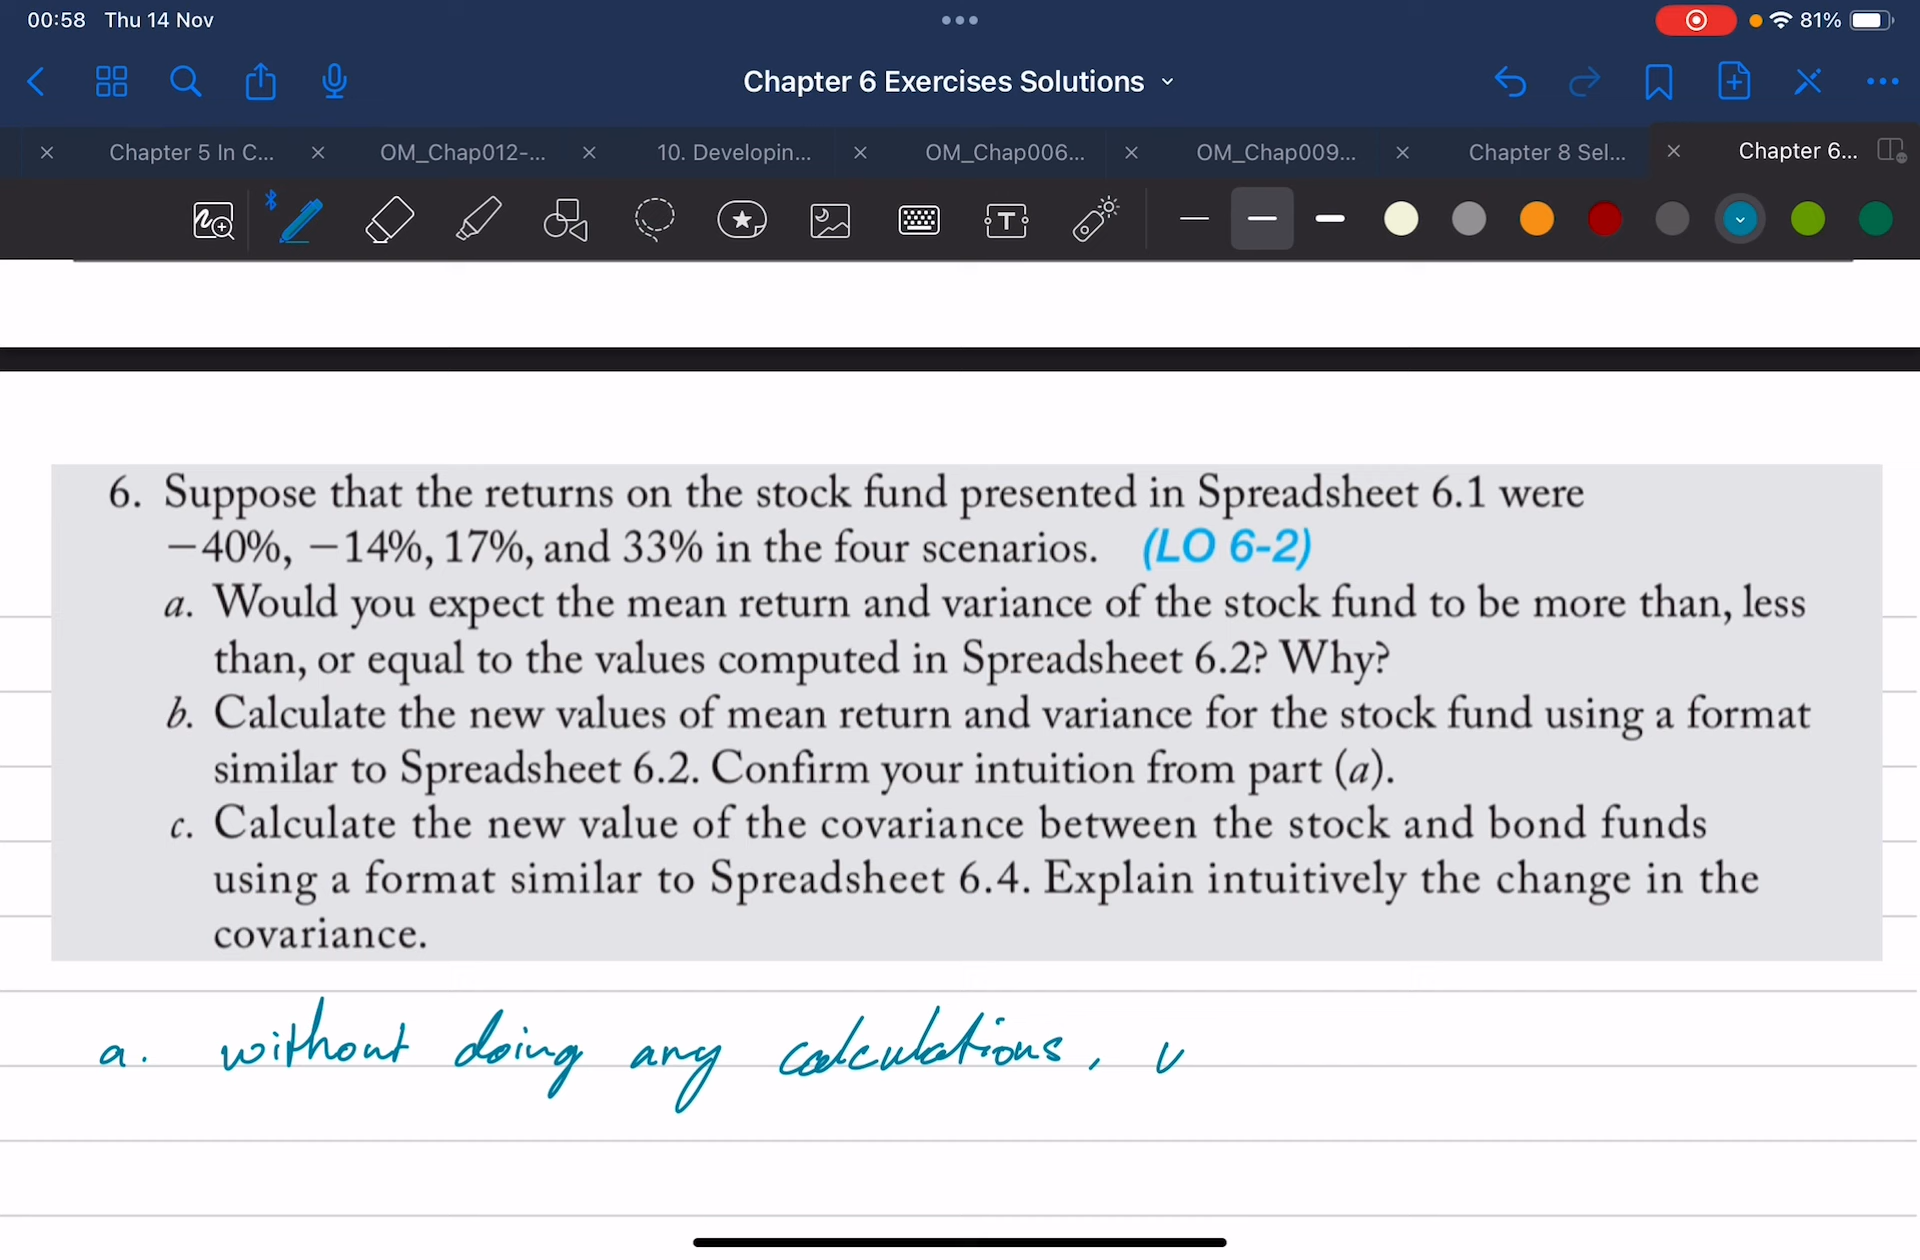 00:58 Thu 14 Nov
81%
Chapter 6 Exercises Solutions
Chapter 5 In C...
OM_Chap012-...
10. Developin...
OM_Chap006...
OM_Chap009...
Chapter 8 Sel...
Chapter 6...
6. Suppose that the returns on the stock fund presented in Spreadsheet 6.1 were
−40%, −14%, 17%, and 33% in the four scenarios. (LO 6-2)
a. Would you expect the mean return and variance of the stock fund to be more than, less
than, or equal to the values computed in Spreadsheet 6.2? Why?
b. Calculate the new values of mean return and variance for the stock fund using a format
similar to Spreadsheet 6.2. Confirm your intuition from part (a).
c. Calculate the new value of the covariance between the stock and bond funds
using a format similar to Spreadsheet 6.4. Explain intuitively the change in the
covariance.
a. without doing any calculations,